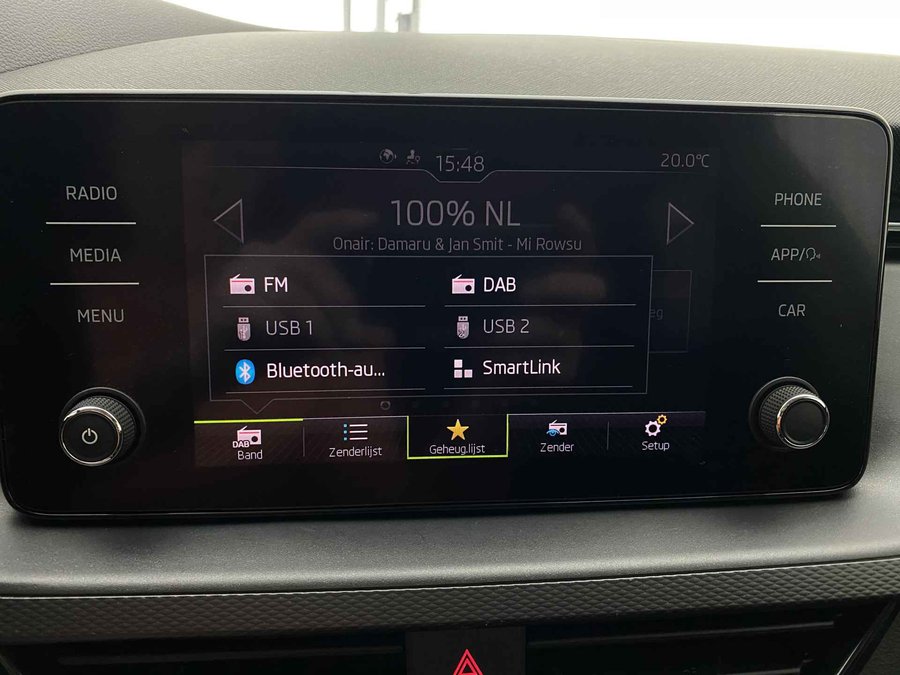 15:48
20.0°C
RADIO
MEDIA
MENU
100% NL
Onair: Damaru & Jan Smit - Mi Rowsu
PHONE
APP/
CAR
FM
DAB
USB 1
USB 2
Bluetooth-au...
SmartLink
eg
DAB
Band
Zenderlijst
Geheug.lijst
Zender
Setup